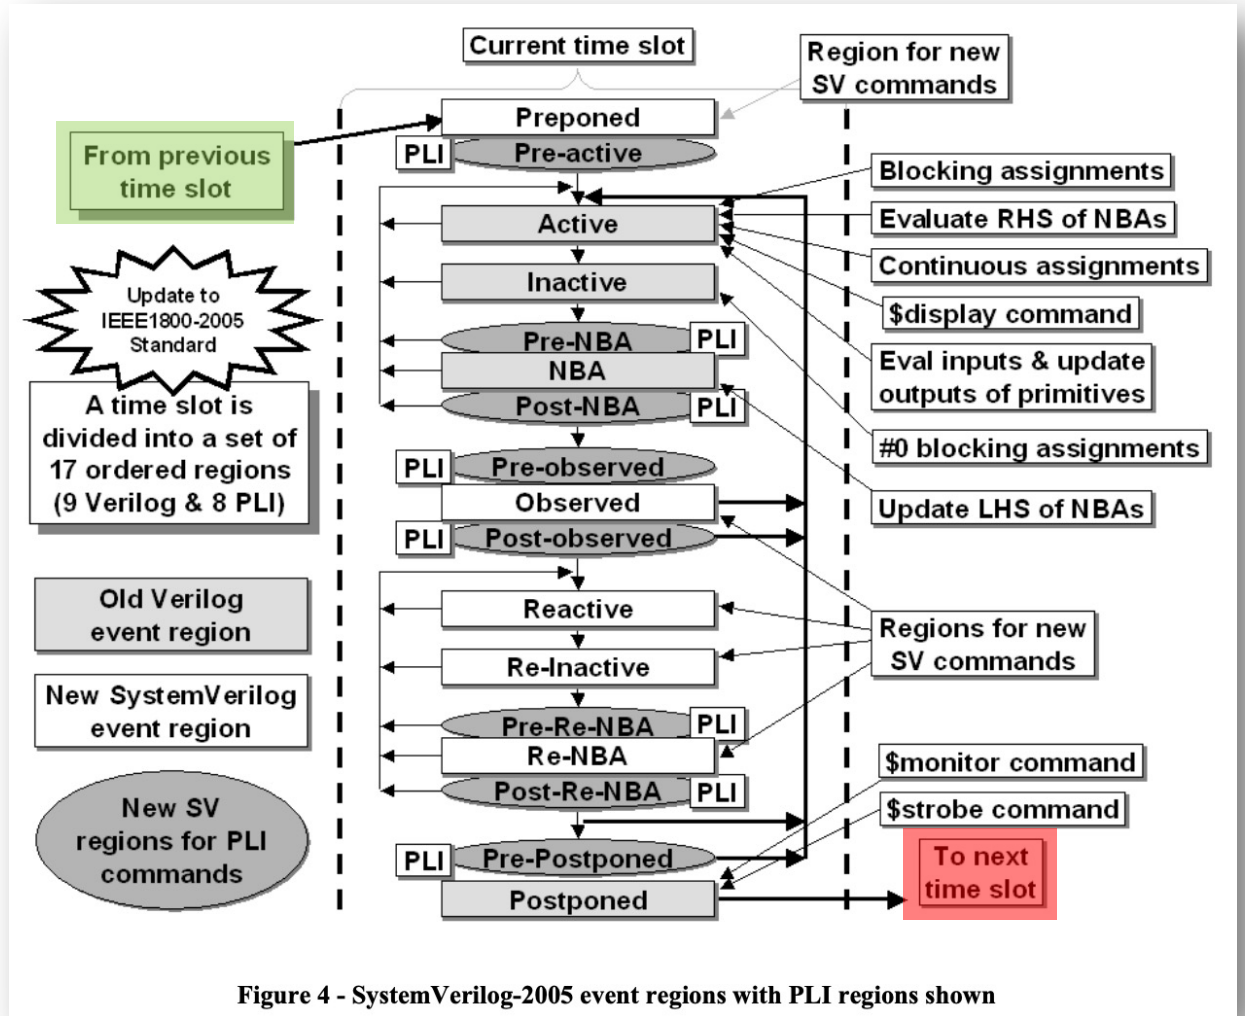 Current time slot
Region for new
SV commands
From previous
time slot
Preponed
PLI
Pre-active
Blocking assignments
Active
Evaluate RHS of NBAs
Continuous assignments
Update to
IEEE1800-2005
Standard
Inactive
$display command
Pre-NBA
PLI
Eval inputs & update
outputs of primitives
NBA
A time slot is
divided into a set of
17 ordered regions
(9 Verilog & 8 PLI)
Post-NBA
PLI
#0 blocking assignments
PLI
Pre-observed
Observed
Update LHS of NBAs
PLI
Post-observed
Old Verilog
event region
Reactive
Regions for new
SV commands
Re-Inactive
New SystemVerilog
event region
Pre-Re-NBA
PLI
Re-NBA
$monitor command
Post-Re-NBA
PLI
$strobe command
New SV
regions for PLI
commands
PLI
Pre-Postponed
To next
time slot
Postponed
Figure 4 - SystemVerilog-2005 event regions with PLI regions shown